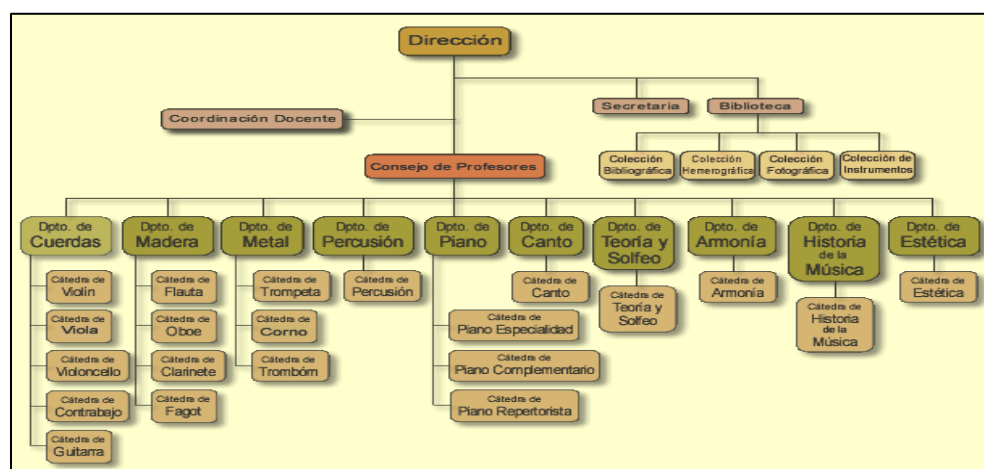 Dirección
Secretaria
Biblioteca
Coordinación Docente
Colección
Bibliográfica
Colección
Hemerográfica
Colección
Fotográfica
Colección de
Instrumentos
Consejo de Profesores
Dpto. de
Cuerdas
Dpto. de
Madera
Dpto. de
Metal
Dpto. de
Percusión
Dpto. de
Piano
Dpto. de
Canto
Dpto. de
Teoría y
Solfeo
Dpto. de
Armonía
Dpto. de
Historia
de la
Música
Dpto. de
Estética
Cátedra de
Violín
Cátedra de
Viola
Cátedra de
Violoncello
Cátedra de
Contrabajo
Cátedra de
Guitarra
Cátedra de
Flauta
Cátedra de
Oboe
Cátedra de
Clarinete
Cátedra de
Fagot
Cátedra de
Trompeta
Cátedra de
Corno
Cátedra de
Trombórn
Cátedra de
Percusión
Cátedra de
Piano Especialidad
Cátedra de
Piano Complementario
Cátedra de
Piano Repertorista
Cátedra de
Canto
Cátedra de
Teoría y
Solfeo
Cátedra de
Armonía
Cátedra de
Historia
de la
Música
Cátedra de
Estética